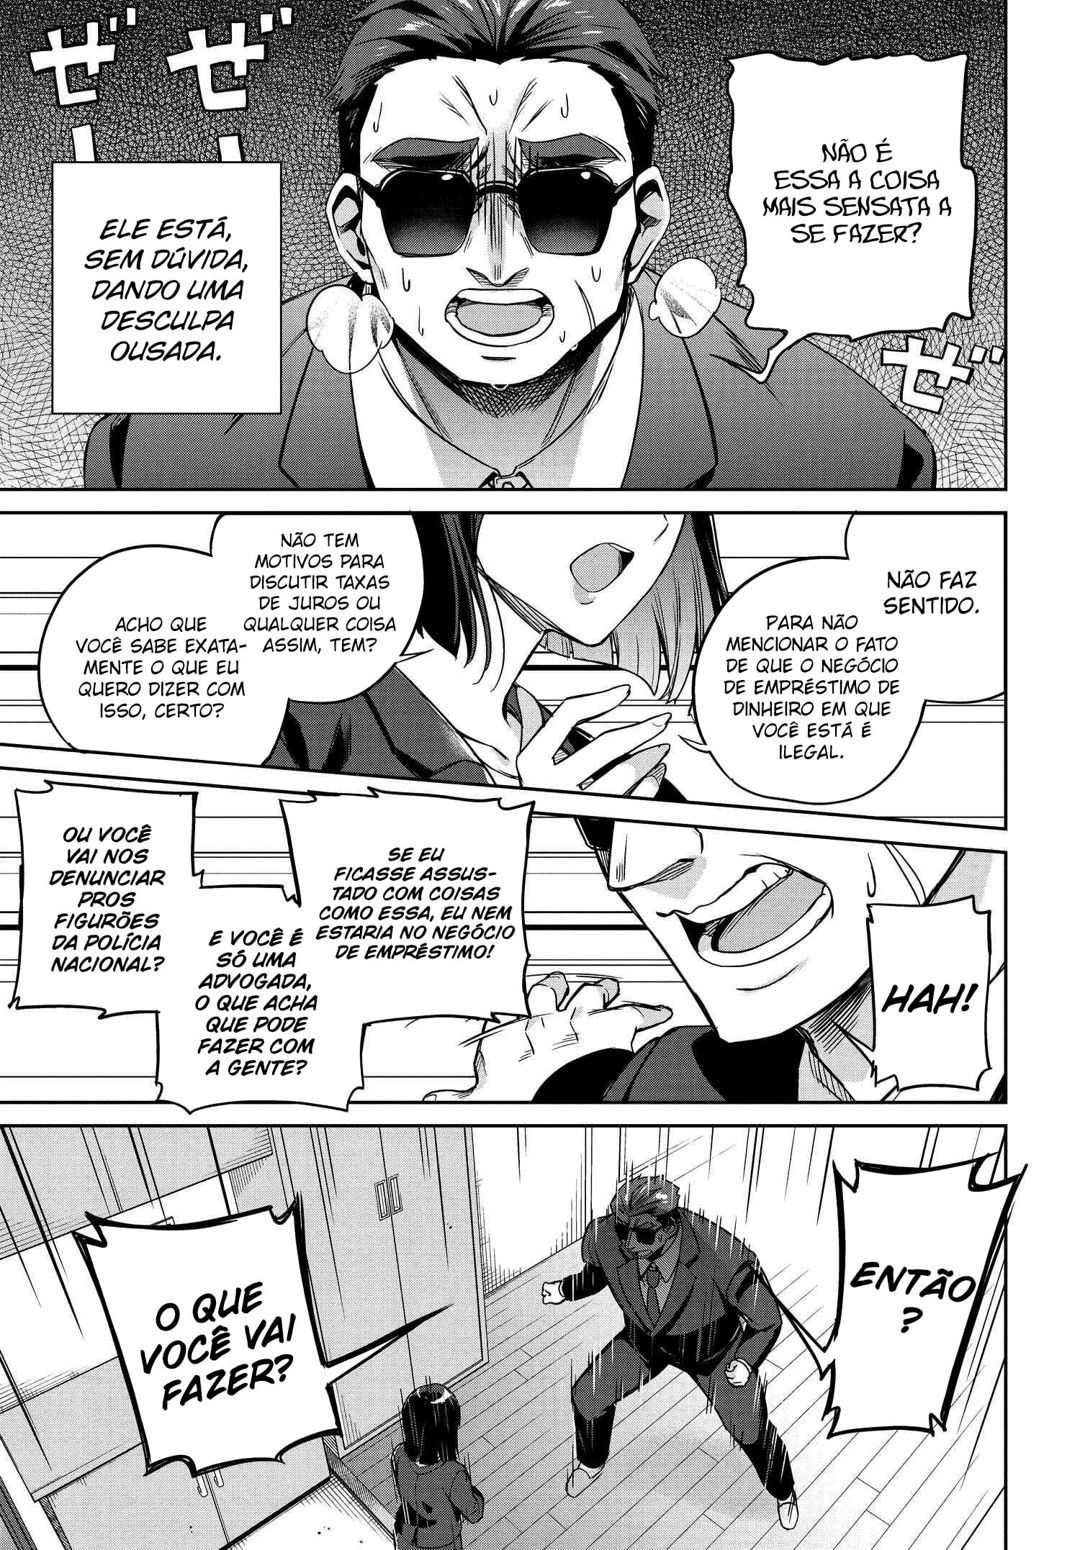 NÃO É
ESSA A COISA
MAIS SENSATA A
SE FAZER?
ゼー
ゼー
ゼー
ELE ESTÁ,
SEM DÚVIDA,
DANDO UMA
DESCULPA
OUSADA.
NÃO FAZ
SENTIDO.
PARA NÃO
MENCIONAR O FATO
DE QUE O NEGÓCIO
DE EMPRÉSTIMO DE
DINHEIRO EM QUE
VOCÊ ESTÁ É
ILEGAL.
NÃO TEM
MOTIVOS PARA
DISCUTIR TAXAS
DE JUROS OU
QUALQUER COISA
ASSIM, TEM?
ACHO QUE
VOCÊ SABE EXATA-
MENTE O QUE EU
QUERO DIZER COM
ISSO, CERTO?
HAH!
SE EU
FICASSE ASSUS-
TADO COM COISAS
COMO ESSA, EU NEM
ESTARIA NO NEGÓCIO
DE EMPRÉSTIMO!
E VOCÊ É
SÓ UMA
ADVOGADA,
O QUE ACHA
QUE PODE
FAZER COM
A GENTE?
OU VOCÊ
VAI NOS
DENUNCIAR
PROS
FIGURÕES
DA POLÍCIA
NACIONAL?
ENTÃO
?
O QUE
VOCÊ VAI
FAZER?